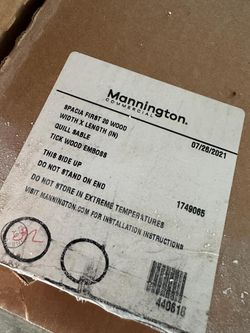 Mannington.
COMMERCIAL
SPACIA FIRST 20 WOOD
WIDTH X LENGTH (IN)
07/28/2021
QUILL SABLE
TICK WOOD EMBOSS
THIS SIDE UP
DO NOT STAND ON END
1749065
DO NOT STORE IN EXTREME TEMPERATURES
VISIT MANNINGTON.COM FOR INSTALLATION INSTRUCTIONS
440618